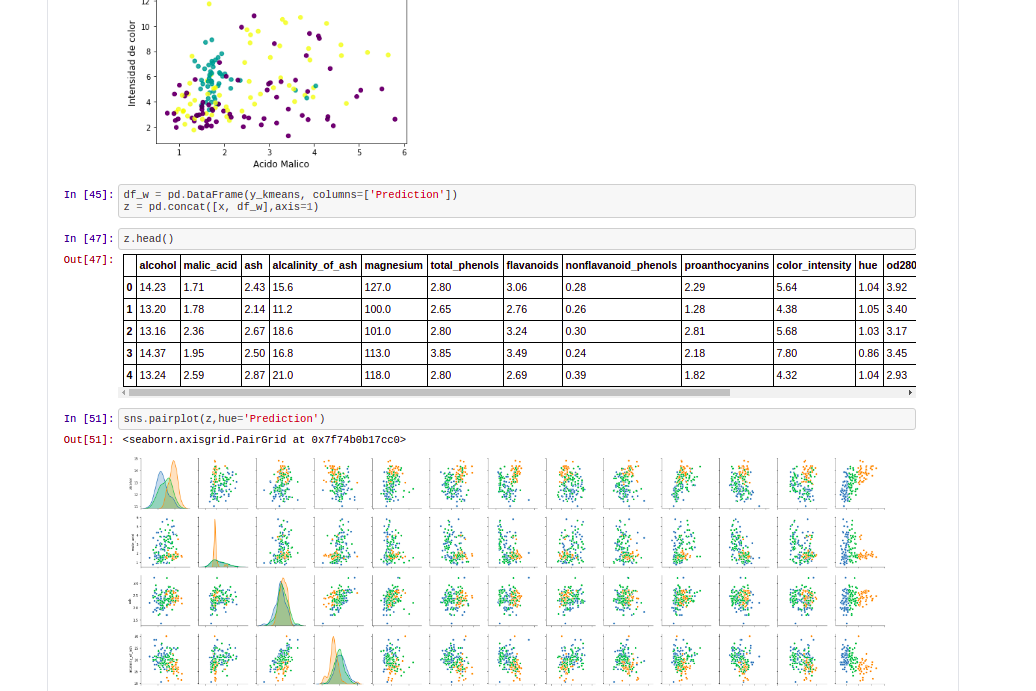 12
10
8
6
4
2
Intensidad de color
1 2 3 4 5 6
Acido Malico
In [45]: df_w = pd.DataFrame(y_kmeans, columns=['Prediction'])
z = pd.concat([x, df_w],axis=1)
In [47]: z.head()
Out[47]:
alcohol malic_acid ash alcalinity_of_ash magnesium total_phenols flavanoids nonflavanoid_phenols proanthocyanins color_intensity hue od280
0 14.23 1.71 2.43 15.6 127.0 2.80 3.06 0.28 2.29 5.64 1.04 3.92
1 13.20 1.78 2.14 11.2 100.0 2.65 2.76 0.26 1.28 4.38 1.05 3.40
2 13.16 2.36 2.67 18.6 101.0 2.80 3.24 0.30 2.81 5.68 1.03 3.17
3 14.37 1.95 2.50 16.8 113.0 3.85 3.49 0.24 2.18 7.80 0.86 3.45
4 13.24 2.59 2.87 21.0 118.0 2.80 2.69 0.39 1.82 4.32 1.04 2.93
In [51]: sns.pairplot(z,hue='Prediction')
Out[51]: <seaborn.axisgrid.PairGrid at 0x7f74b0b17cc0>